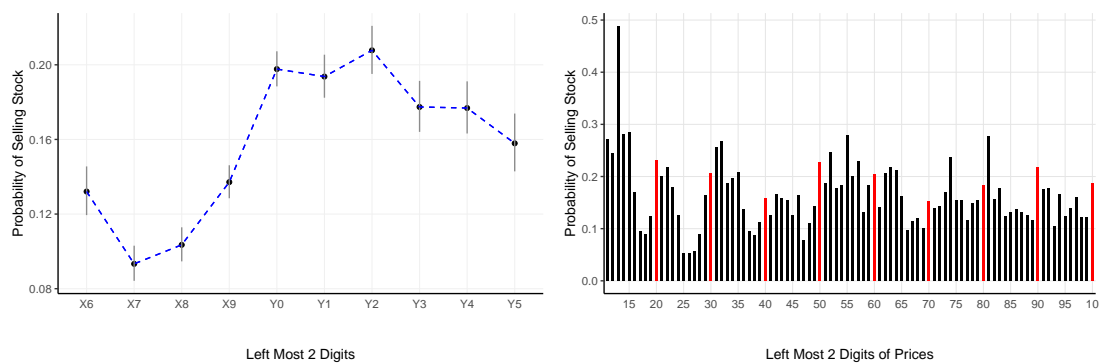 Probability of Selling Stock
0.20
0.16
0.12
0.08
X6 X7 X8 X9 Y0 Y1 Y2 Y3 Y4 Y5
Left Most 2 Digits
Probability of Selling Stock
0.5
0.4
0.3
0.2
0.1
0.0
15 20 25 30 35 40 45 50 55 60 65 70 75 80 85 90 95 10
Left Most 2 Digits of Prices